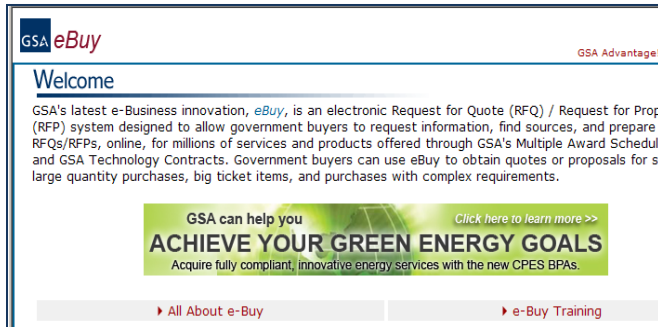 GSA eBuy
GSA Advantage!
Welcome
GSA's latest e-Business innovation, eBuy, is an electronic Request for Quote (RFQ) / Request for Prop
(RFP) system designed to allow government buyers to request information, find sources, and prepare
RFQs/RFPs, online, for millions of services and products offered through GSA's Multiple Award Schedul
and GSA Technology Contracts. Government buyers can use eBuy to obtain quotes or proposals for s
large quantity purchases, big ticket items, and purchases with complex requirements.
GSA can help you Click here to learn more >>
ACHIEVE YOUR GREEN ENERGY GOALS
Acquire fully compliant, innovative energy services with the new CPES BPAs.
All About e-Buy e-Buy Training